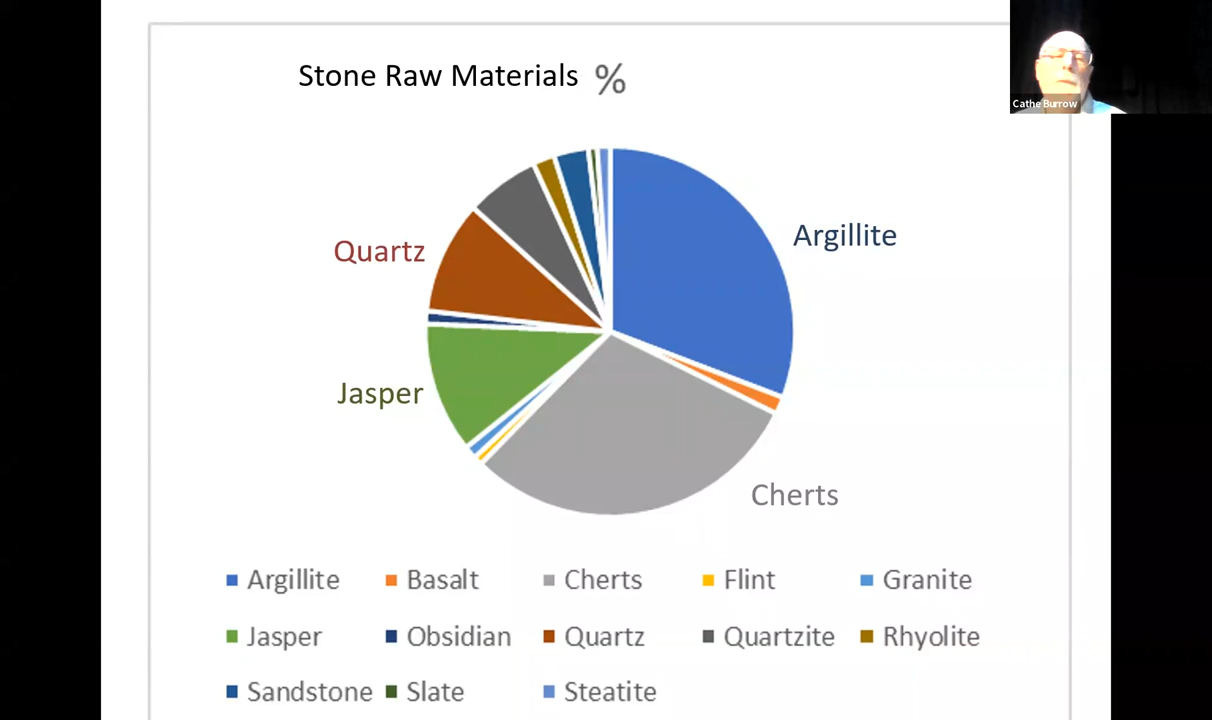 Stone Raw Materials %
Cathe Burrow
Argillite
Quartz
Jasper
Cherts
Argillite Basalt Cherts Flint Granite
Jasper Obsidian Quartz Quartzite Rhyolite
Sandstone Slate Steatite